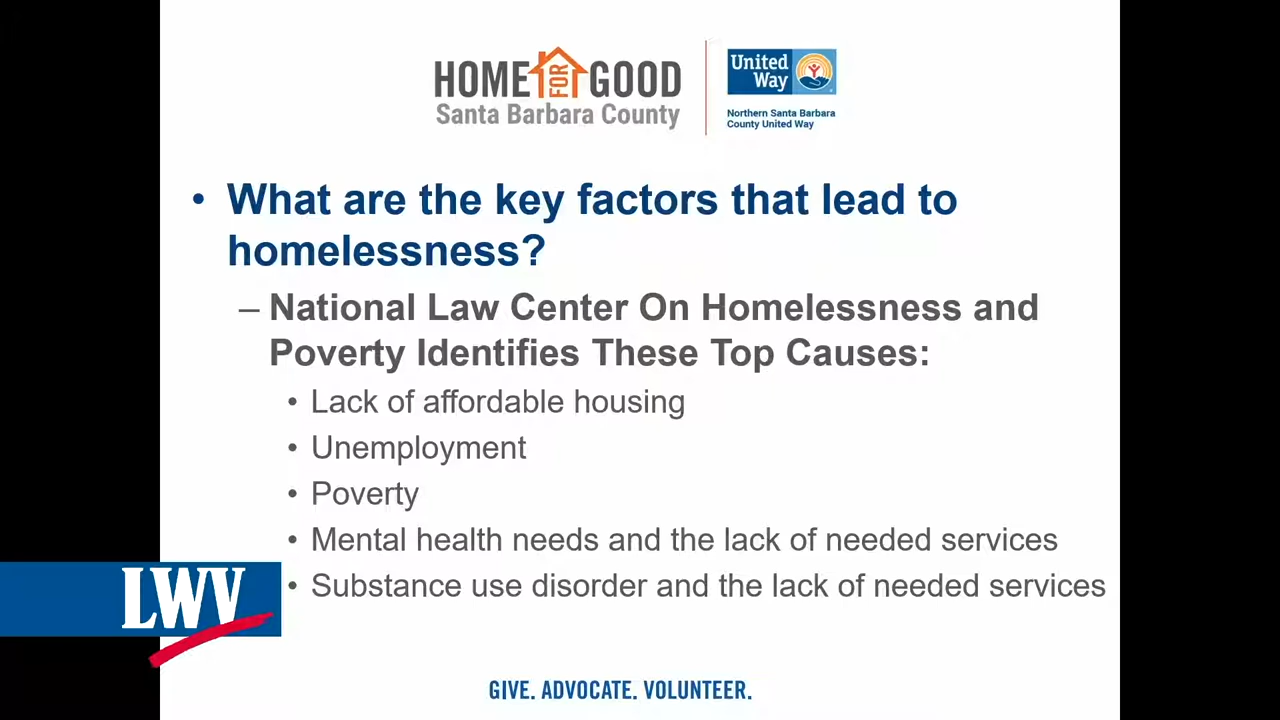 HOME FOR GOOD
Santa Barbara County
United
Way
Northern Santa Barbara
County United Way
• What are the key factors that lead to
homelessness?
– National Law Center On Homelessness and
Poverty Identifies These Top Causes:
• Lack of affordable housing
• Unemployment
• Poverty
• Mental health needs and the lack of needed services
• Substance use disorder and the lack of needed services
LWV
GIVE. ADVOCATE. VOLUNTEER.